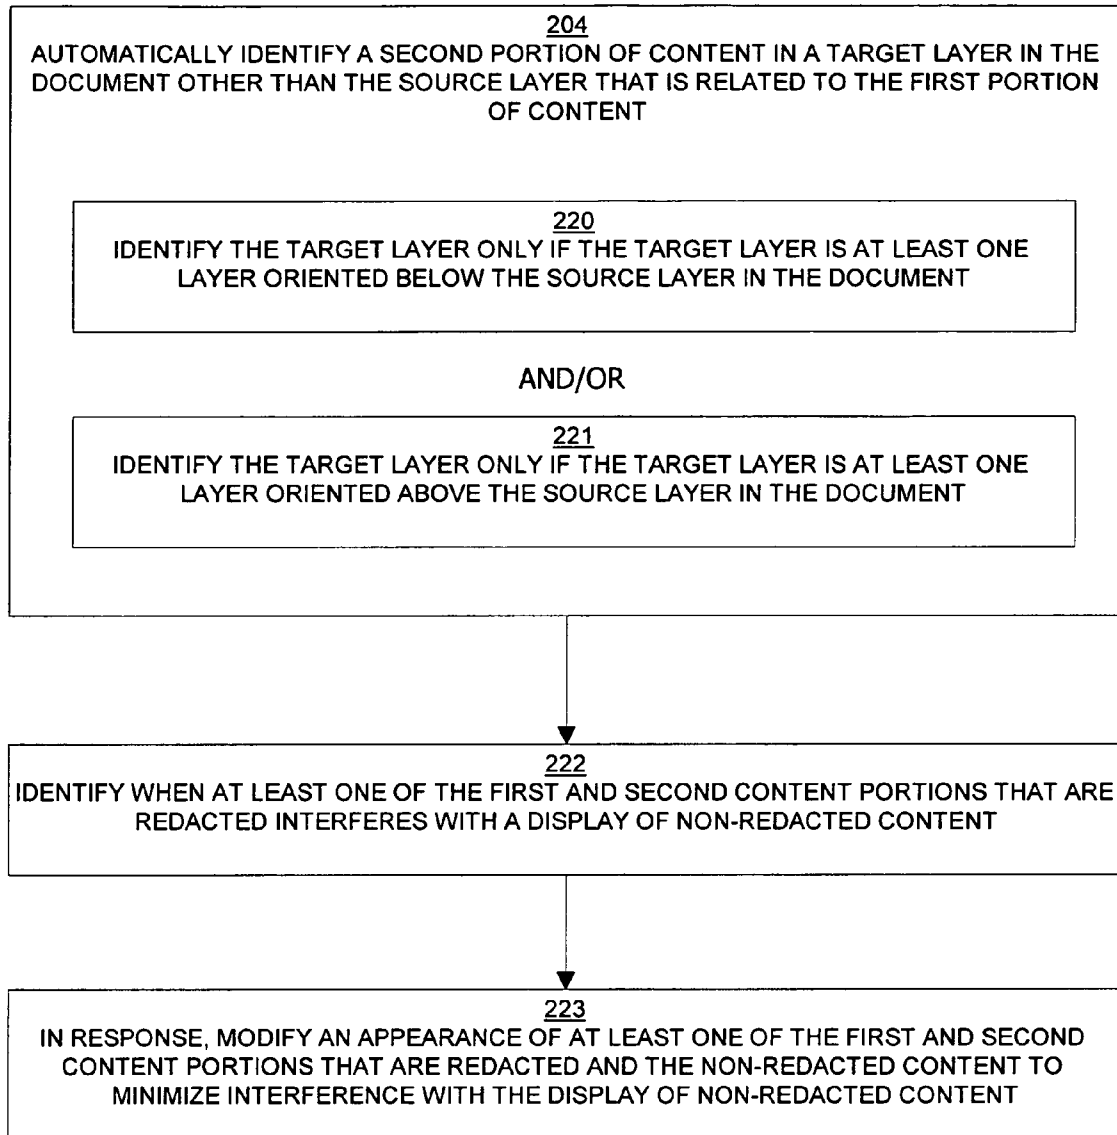 204
AUTOMATICALLY IDENTIFY A SECOND PORTION OF CONTENT IN A TARGET LAYER IN THE
DOCUMENT OTHER THAN THE SOURCE LAYER THAT IS RELATED TO THE FIRST PORTION
OF CONTENT
220
IDENTIFY THE TARGET LAYER ONLY IF THE TARGET LAYER IS AT LEAST ONE
LAYER ORIENTED BELOW THE SOURCE LAYER IN THE DOCUMENT
AND/OR
221
IDENTIFY THE TARGET LAYER ONLY IF THE TARGET LAYER IS AT LEAST ONE
LAYER ORIENTED ABOVE THE SOURCE LAYER IN THE DOCUMENT
222
IDENTIFY WHEN AT LEAST ONE OF THE FIRST AND SECOND CONTENT PORTIONS THAT ARE
REDACTED INTERFERES WITH A DISPLAY OF NON-REDACTED CONTENT
223
IN RESPONSE, MODIFY AN APPEARANCE OF AT LEAST ONE OF THE FIRST AND SECOND
CONTENT PORTIONS THAT ARE REDACTED AND THE NON-REDACTED CONTENT TO
MINIMIZE INTERFERENCE WITH THE DISPLAY OF NON-REDACTED CONTENT